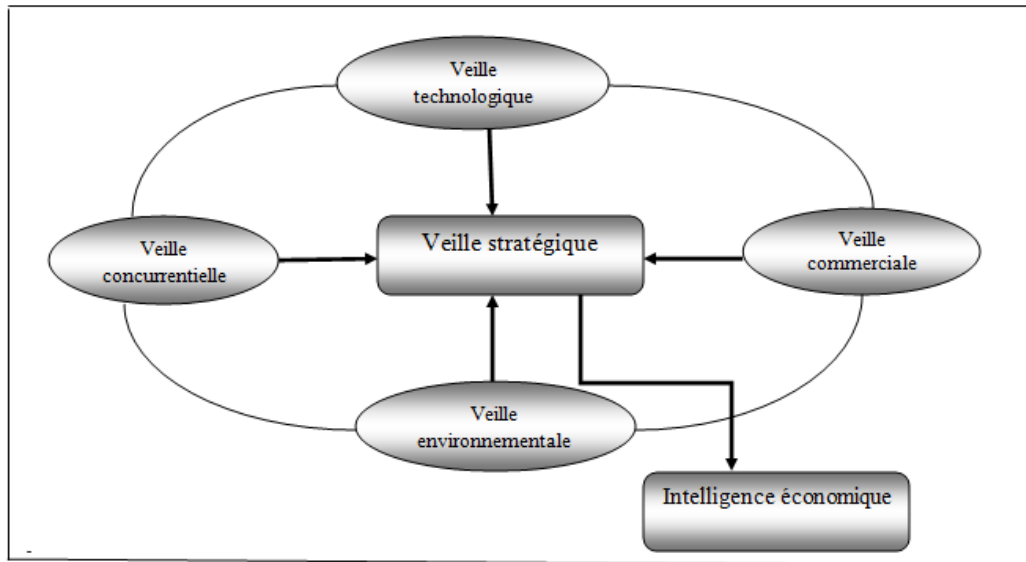 Veille
technologique
Veille stratégique
Veille
concurrentielle
Veille
commerciale
Veille
environnementale
Intelligence économique
-